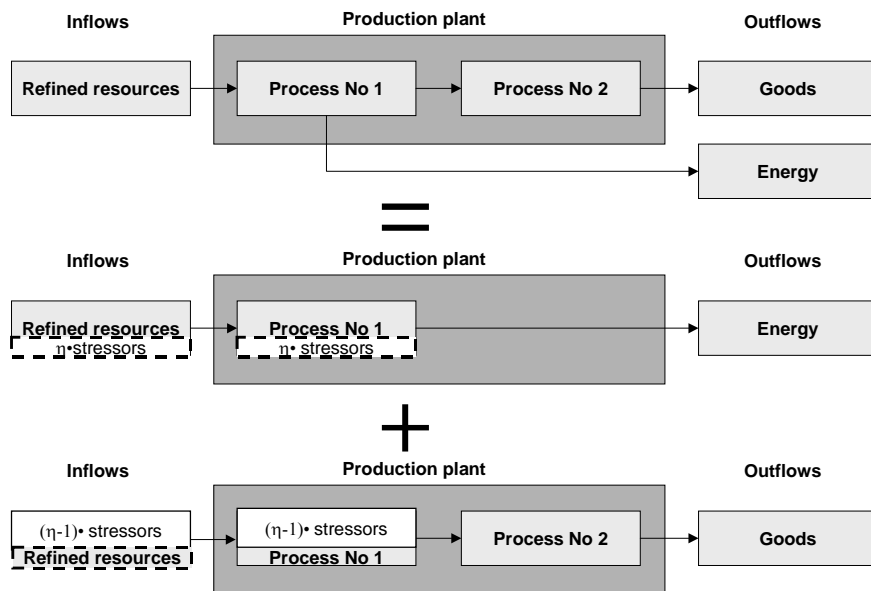 Inflows
Production plant
Outflows
Refined resources
Process No 1
Process No 2
Goods
Energy
=
Inflows
Production plant
Outflows
Refined resources
η•stressors
Process No 1
η• stressors
Energy
+
Inflows
Production plant
Outflows
(η-1)• stressors
Refined resources
(η-1)• stressors
Process No 1
Process No 2
Goods